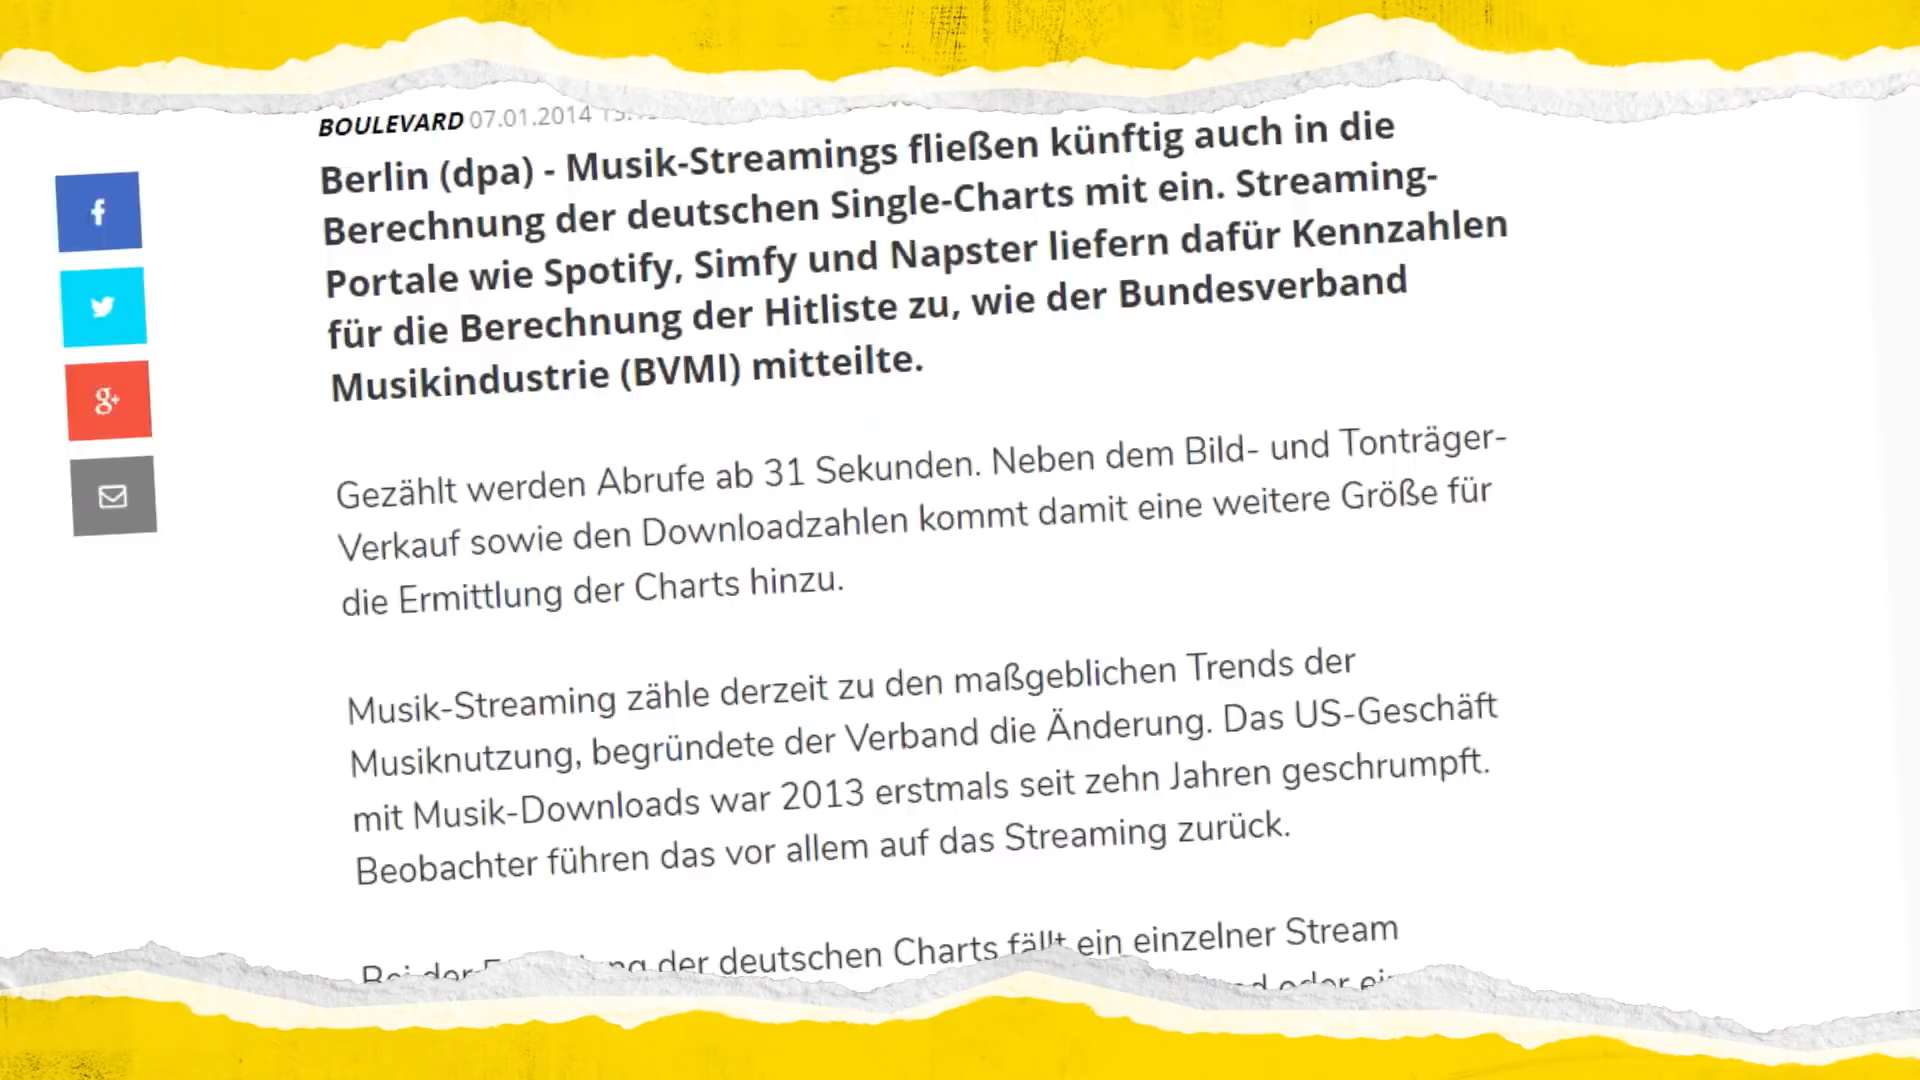 BOULEVARD 07.01.2014
Berlin (dpa) - Musik-Streamings fließen künftig auch in die
Berechnung der deutschen Single-Charts mit ein. Streaming-
Portale wie Spotify, Simfy und Napster liefern dafür Kennzahlen
für die Berechnung der Hitliste zu, wie der Bundesverband
Musikindustrie (BVMI) mitteilte.
Gezählt werden Abrufe ab 31 Sekunden. Neben dem Bild- und Tonträger-
Verkauf sowie den Downloadzahlen kommt damit eine weitere Größe für
die Ermittlung der Charts hinzu.
Musik-Streaming zähle derzeit zu den maßgeblichen Trends der
Musiknutzung, begründete der Verband die Änderung. Das US-Geschäft
mit Musik-Downloads war 2013 erstmals seit zehn Jahren geschrumpft.
Beobachter führen das vor allem auf das Streaming zurück.
Bei der der deutschen Charts fällt ein einzelner Stream
oder